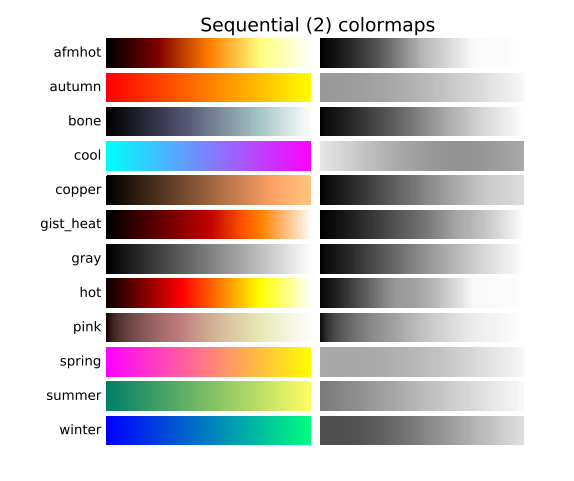 Sequential (2) colormaps
afmhot
autumn
bone
cool
copper
gist_heat
gray
hot
pink
spring
summer
winter